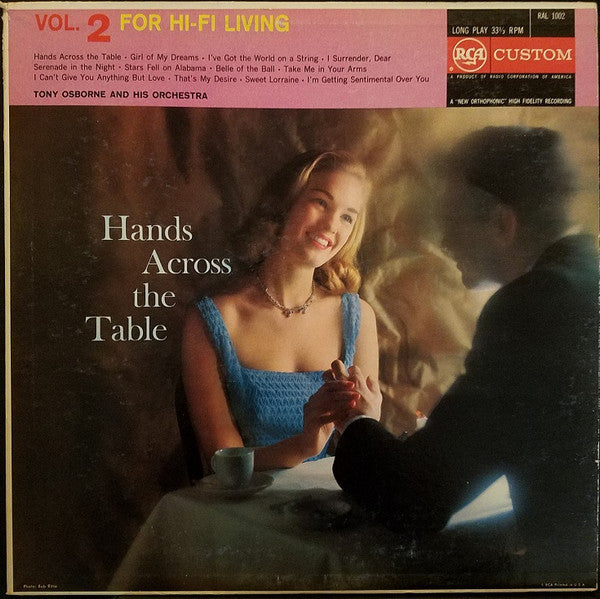 VOL. 2 FOR HI-FI LIVING
Hands Across the Table · Girl of My Dreams · I've Got the World on a String · I Surrender, Dear
Serenade in the Night · Stars Fell on Alabama · Belle of the Ball · Take Me in Your Arms
I Can't Give You Anything But Love · That's My Desire · Sweet Lorraine · I'm Getting Sentimental Over You
TONY OSBORNE AND HIS ORCHESTRA
RAL 1002
LONG PLAY 33⅓ RPM
RCA CUSTOM
A PRODUCT OF RADIO CORPORATION OF AMERICA
A "NEW ORTHOPHONIC" HIGH FIDELITY RECORDING
Hands
Across
the
Table